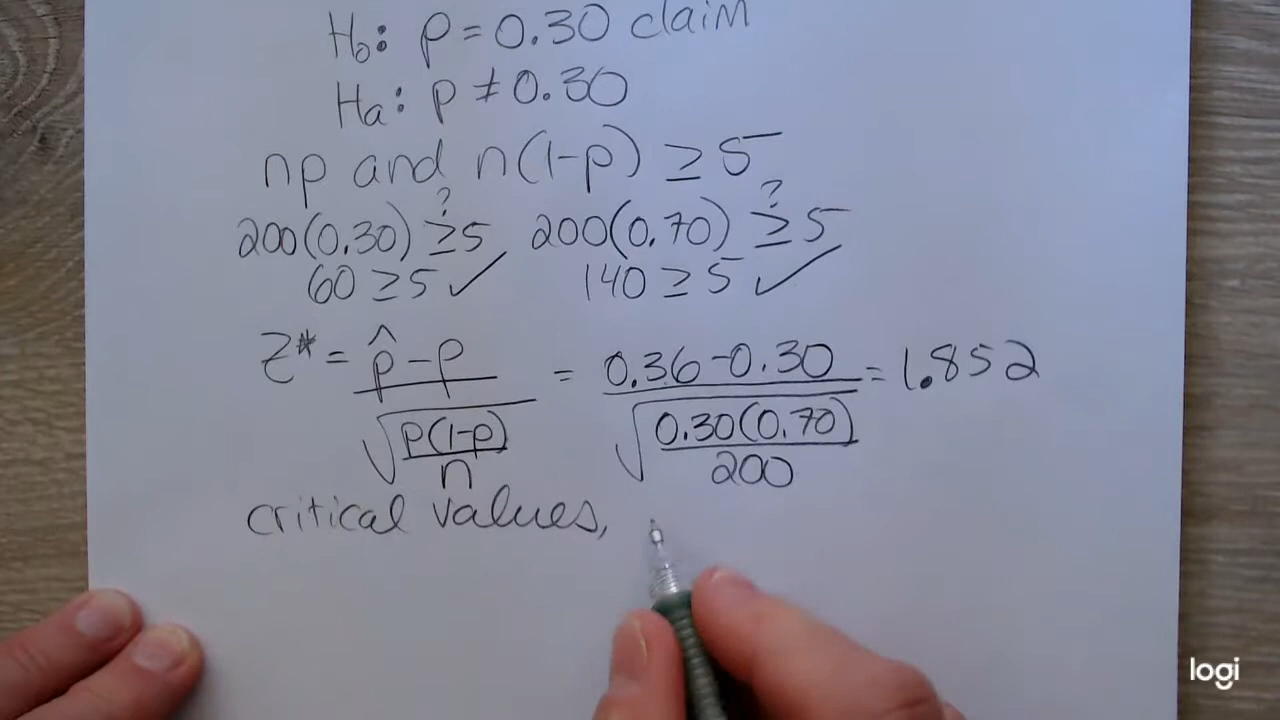 H₀: p = 0.30 claim
Hₐ: p ≠ 0.30
np and n(1-p) ≥ 5
200(0.30) ≥? 5 200(0.70) ≥? 5
60 ≥ 5 ✓ 140 ≥ 5 ✓
Z* = (p̂ - p) / √(p(1-p)/n) = (0.36 - 0.30) / √(0.30(0.70)/200) = 1.852
critical values,
logi